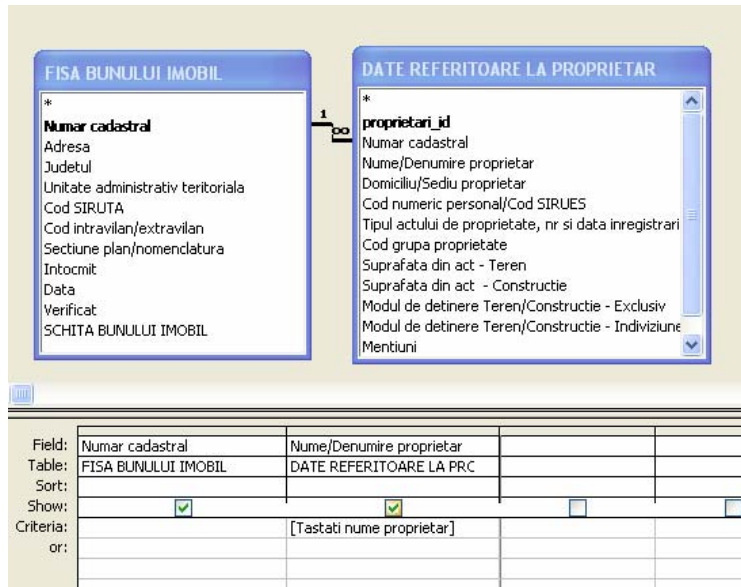 FISA BUNULUI IMOBIL
*
Numar cadastral
Adresa
Judetul
Unitate administrativ teritoriala
Cod SIRUTA
Cod intravilan/extravilan
Sectiune plan/nomenclatura
Intocmit
Data
Verificat
SCHITA BUNULUI IMOBIL
1
∞
DATE REFERITOARE LA PROPRIETAR
*
proprietari_id
Numar cadastral
Nume/Denumire proprietar
Domiciliu/Sediu proprietar
Cod numeric personal/Cod SIRUES
Tipul actului de proprietate, nr si data inregistrari
Cod grupa proprietate
Suprafata din act - Teren
Suprafata din act - Constructie
Modul de detinere Teren/Constructie - Exclusiv
Modul de detinere Teren/Constructie - Indiviziune
Mentiuni
Field: Numar cadastral Nume/Denumire proprietar
Table: FISA BUNULUI IMOBIL DATE REFERITOARE LA PRC
Sort:
Show:
Criteria: [Tastati nume proprietar]
or: